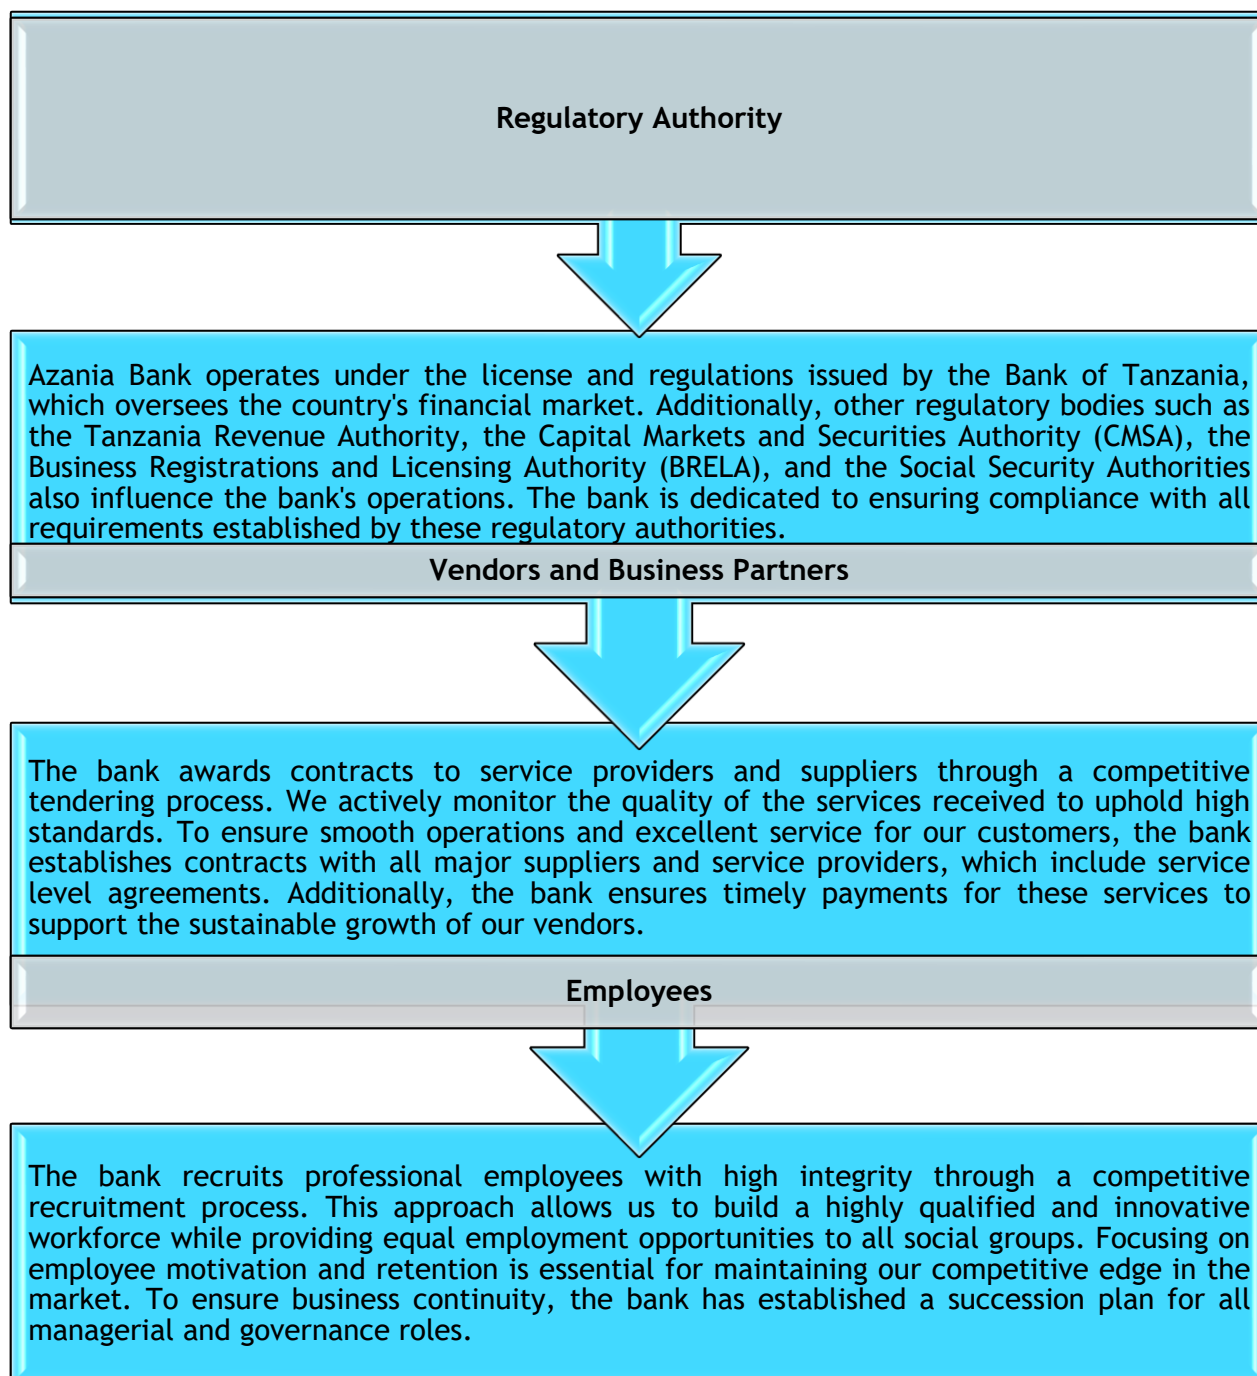 Regulatory Authority
Azania Bank operates under the license and regulations issued by the Bank of Tanzania,
which oversees the country's financial market. Additionally, other regulatory bodies such as
the Tanzania Revenue Authority, the Capital Markets and Securities Authority (CMSA), the
Business Registrations and Licensing Authority (BRELA), and the Social Security Authorities
also influence the bank's operations. The bank is dedicated to ensuring compliance with all
requirements established by these regulatory authorities.
Vendors and Business Partners
The bank awards contracts to service providers and suppliers through a competitive
tendering process. We actively monitor the quality of the services received to uphold high
standards. To ensure smooth operations and excellent service for our customers, the bank
establishes contracts with all major suppliers and service providers, which include service
level agreements. Additionally, the bank ensures timely payments for these services to
support the sustainable growth of our vendors.
Employees
The bank recruits professional employees with high integrity through a competitive
recruitment process. This approach allows us to build a highly qualified and innovative
workforce while providing equal employment opportunities to all social groups. Focusing on
employee motivation and retention is essential for maintaining our competitive edge in the
market. To ensure business continuity, the bank has established a succession plan for all
managerial and governance roles.